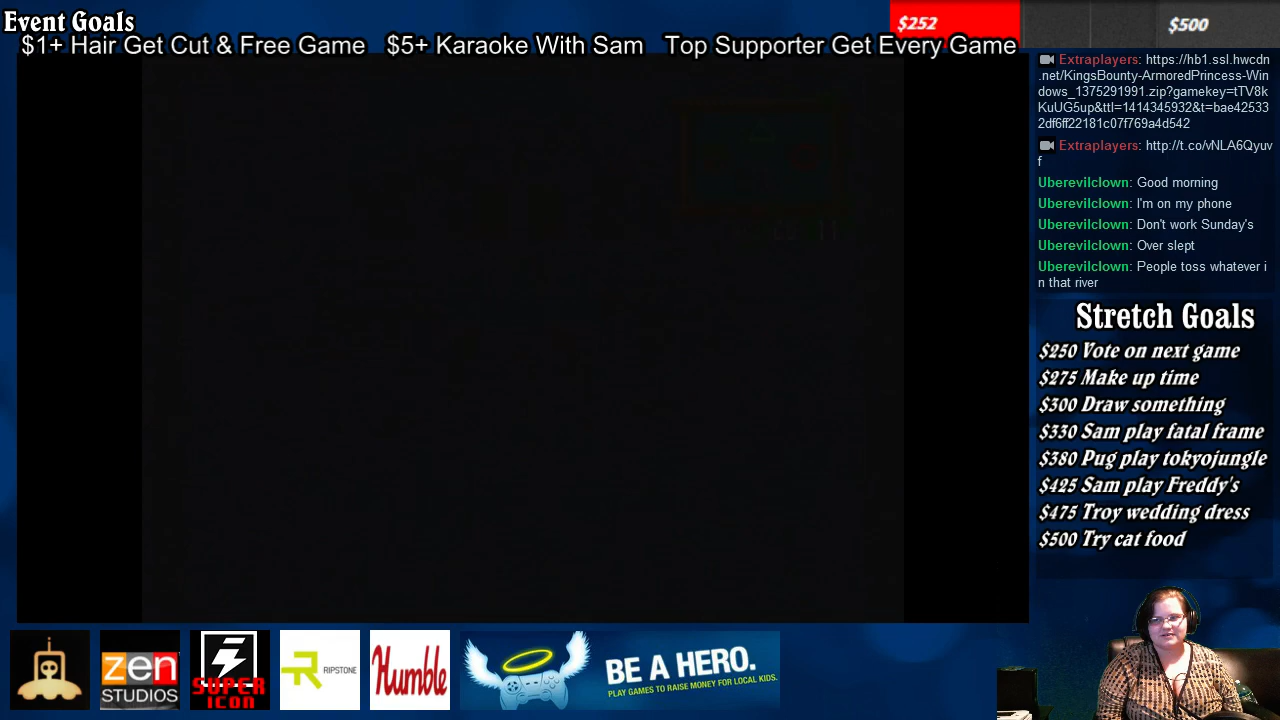 Event Goals
$252
$500
$1+ Hair Get Cut & Free Game $5+ Karaoke With Sam Top Supporter Get Every Game
Extraplayers: https://hb1.ssl.hwcdn
.net/KingsBounty-ArmoredPrincess-Win
dows_1375291991.zip?gamekey=tTV8k
KuUG5up&ttl=1414345932&t=bae42533
2df6ff22181c07f769a4d542
Extraplayers: http://t.co/vNLA6Qyuv
f
Uberevilclown: Good morning
Uberevilclown: I'm on my phone
Uberevilclown: Don't work Sunday's
Uberevilclown: Over slept
Uberevilclown: People toss whatever i
n that river
Stretch Goals
$250 Vote on next game
$275 Make up time
$300 Draw something
$330 Sam play fatal frame
$380 Pug play tokyojungle
$425 Sam play Freddy's
$475 Troy wedding dress
$500 Try cat food
zen
STUDIOS
SUPER
ICON
RIPSTONE
Humble
BE A HERO.
PLAY GAMES TO RAISE MONEY FOR LOCAL KIDS.